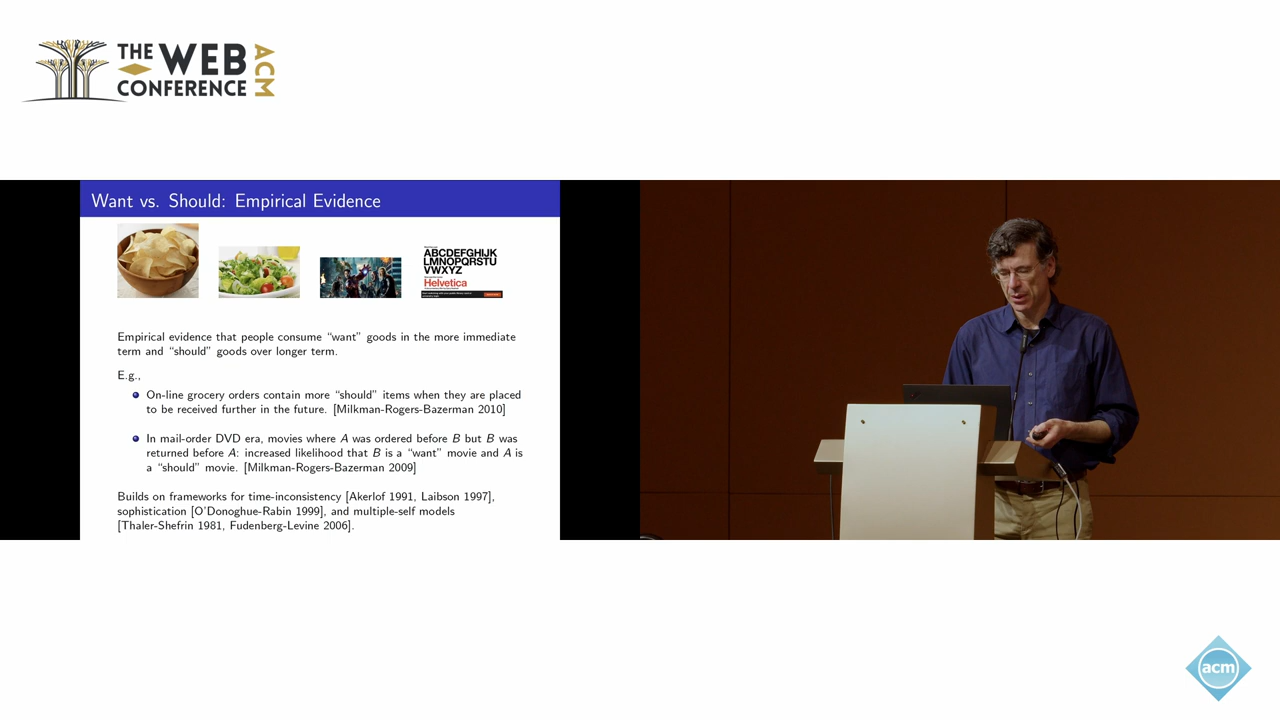 THE WEB
CONFERENCE
ACM
Want vs. Should: Empirical Evidence
ABCDEFGHIJK
LMNOPQRSTU
VWXYZ
Helvetica
Empirical evidence that people consume “want” goods in the more immediate
term and “should” goods over longer term.
E.g.,
On-line grocery orders contain more “should” items when they are placed
to be received further in the future. [Milkman-Rogers-Bazerman 2010]
In mail-order DVD era, movies where A was ordered before B but B was
returned before A: increased likelihood that B is a “want” movie and A is
a “should” movie. [Milkman-Rogers-Bazerman 2009]
Builds on frameworks for time-inconsistency [Akerlof 1991, Laibson 1997],
sophistication [O'Donoghue-Rabin 1999], and multiple-self models
[Thaler-Shefrin 1981, Fudenberg-Levine 2006].
acm